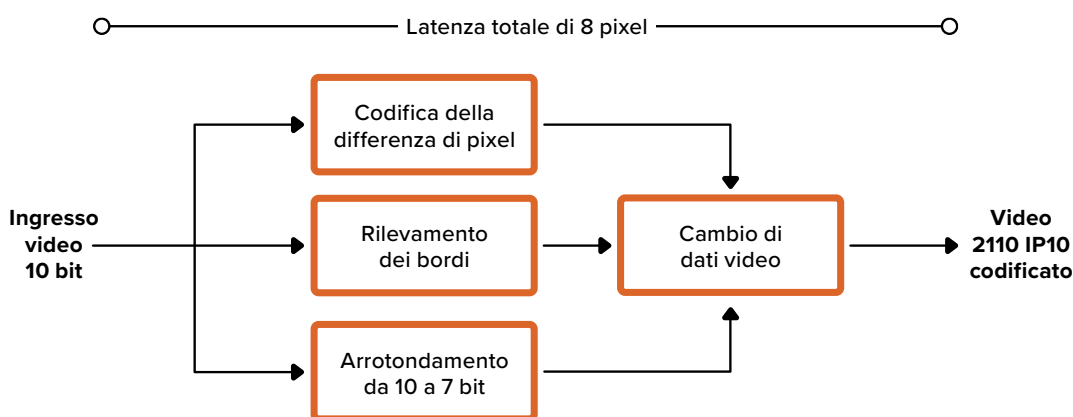 Latenza totale di 8 pixel
Codifica della
differenza di pixel
Ingresso
video
10 bit
Rilevamento
dei bordi
Cambio di
dati video
Video
2110 IP10
codificato
Arrotondamento
da 10 a 7 bit